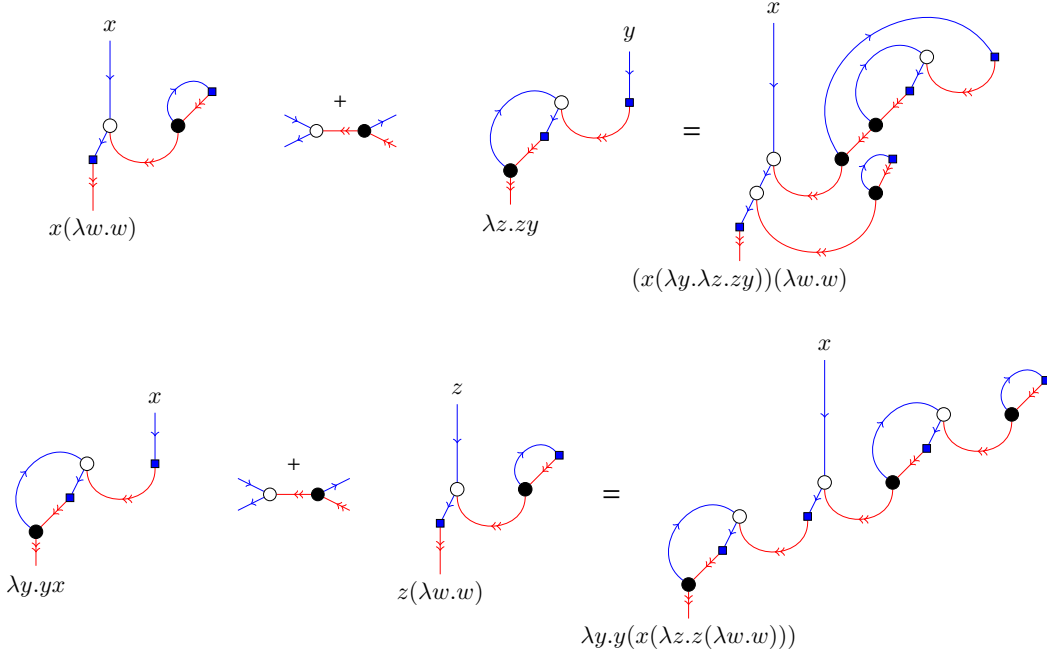 x
+
y
=
x(λw.w)
λz.zy
x
(x(λy.λz.zy))(λw.w)
x
+
z
=
x
λy.yx
z(λw.w)
λy.y(x(λz.z(λw.w)))